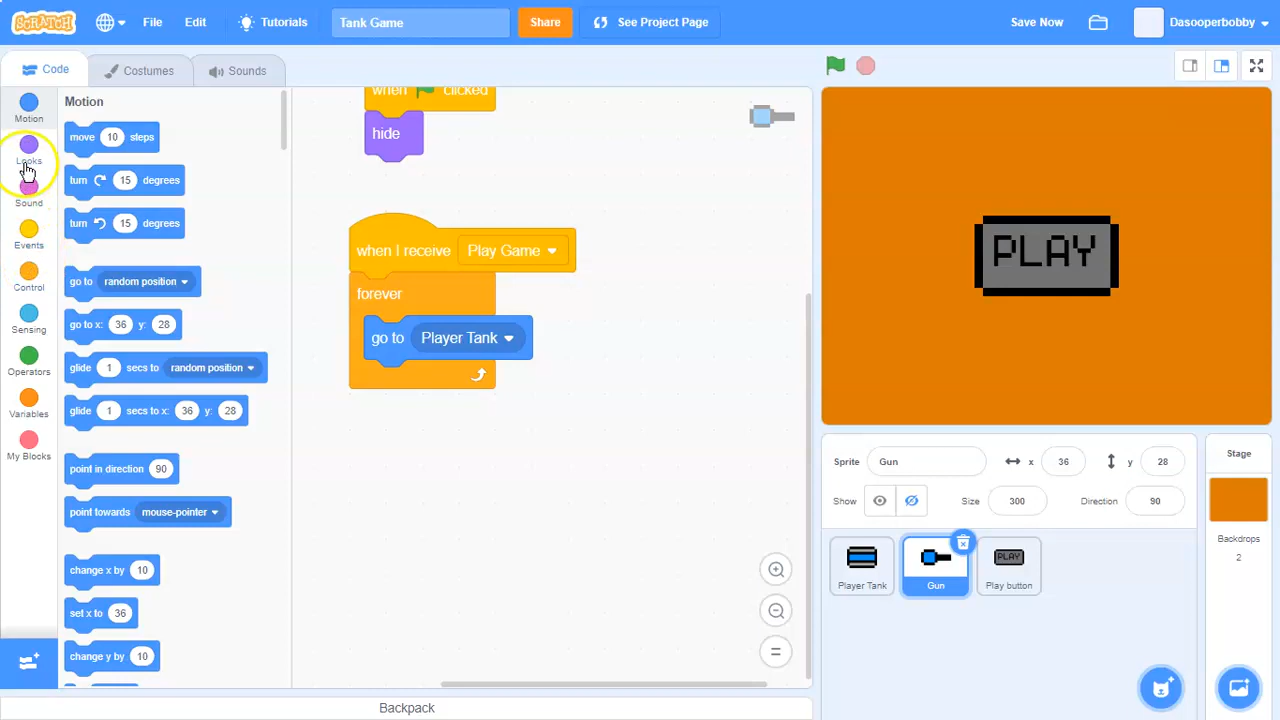 SCRATCH
File
Edit
Tutorials
Tank Game
Share
See Project Page
Save Now
Dasooperbobby
Code
Costumes
Sounds
Motion
Looks
Sound
Events
Control
Sensing
Operators
Variables
My Blocks
Motion
move 10 steps
turn 15 degrees
turn 15 degrees
go to random position
go to x: 36 y: 28
glide 1 secs to random position
glide 1 secs to x: 36 y: 28
point in direction 90
point towards mouse-pointer
change x by 10
set x to 36
change y by 10
when clicked
hide
when I receive Play Game
forever
go to Player Tank
PLAY
Sprite Gun x 36 y 28
Show Size 300 Direction 90
Player Tank
Gun
PLAY
Play button
Stage
Backdrops
2
Backpack